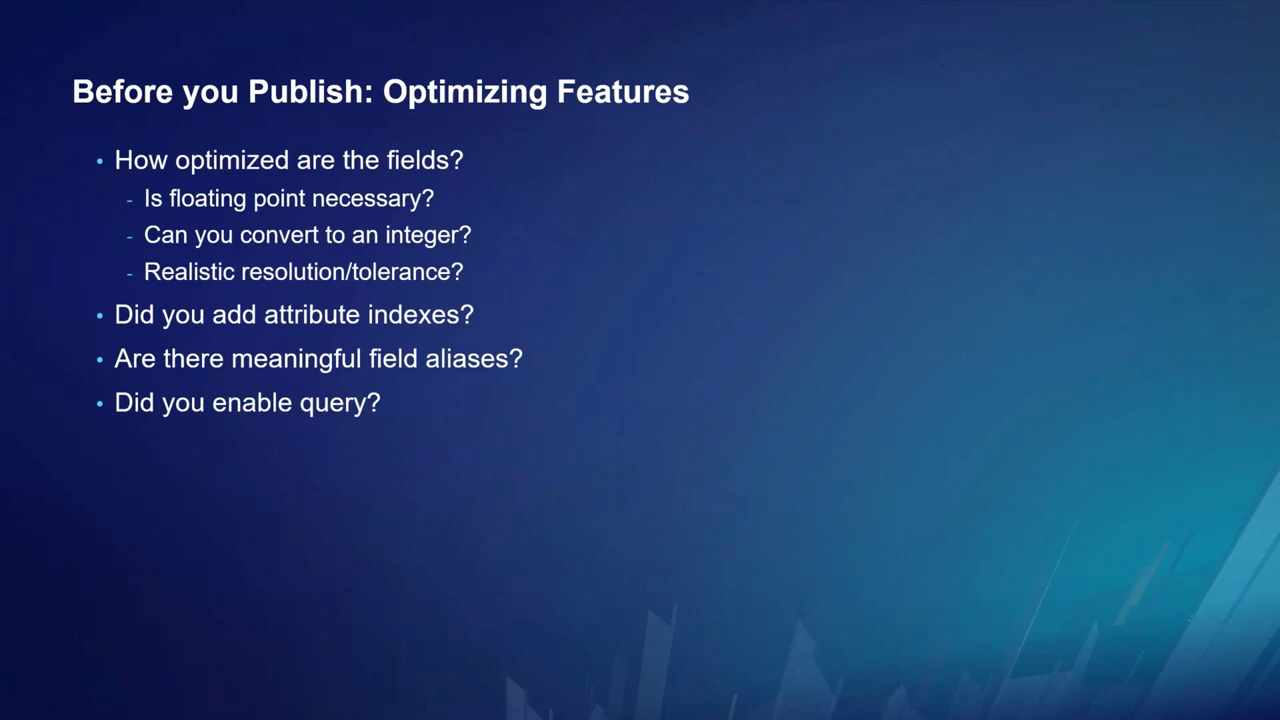 Before you Publish: Optimizing Features
• How optimized are the fields?
- Is floating point necessary?
- Can you convert to an integer?
- Realistic resolution/tolerance?
• Did you add attribute indexes?
• Are there meaningful field aliases?
• Did you enable query?